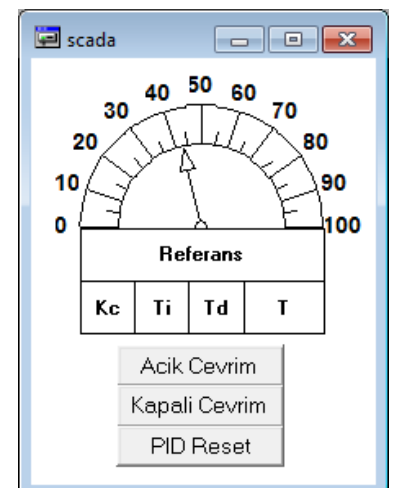 scada
0 10 20 30 40 50 60 70 80 90 100
Referans
Kc Ti Td T
Acik Cevrim
Kapali Cevrim
PID Reset